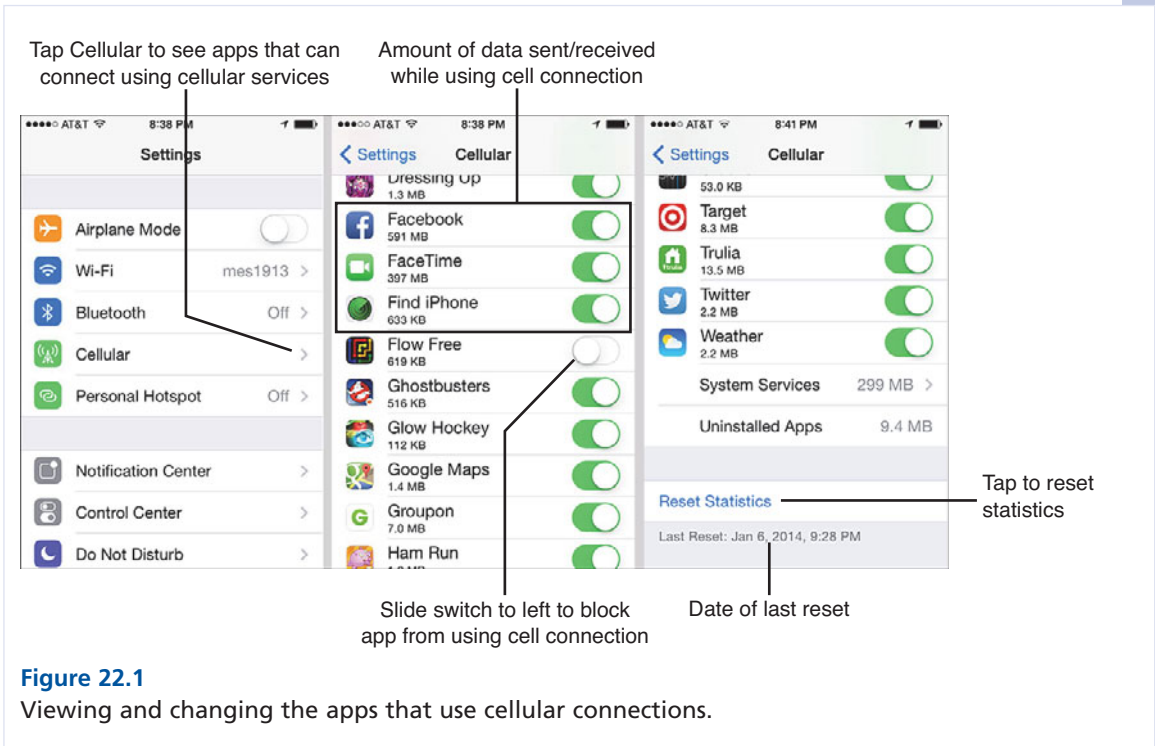 Tap Cellular to see apps that can
connect using cellular services
Amount of data sent/received
while using cell connection
AT&T 8:38 PM
Settings
Airplane Mode
Wi-Fi mes1913 >
Bluetooth Off >
Cellular >
Personal Hotspot Off >
Notification Center >
Control Center >
Do Not Disturb >
AT&T 8:38 PM
< Settings Cellular
Dressing Up
1.3 MB
Facebook
591 MB
FaceTime
397 MB
Find iPhone
633 KB
Flow Free
619 KB
Ghostbusters
516 KB
Glow Hockey
112 KB
Google Maps
1.4 MB
G Groupon
7.0 MB
Ham Run
AT&T 8:41 PM
< Settings Cellular
53.0 KB
Target
8.3 MB
Trulia
Trulia
13.5 MB
Twitter
2.2 MB
Weather
2.2 MB
System Services 299 MB >
Uninstalled Apps 9.4 MB
Reset Statistics
Last Reset: Jan 6, 2014, 9:28 PM
Tap to reset
statistics
Slide switch to left to block
app from using cell connection
Date of last reset
Figure 22.1
Viewing and changing the apps that use cellular connections.